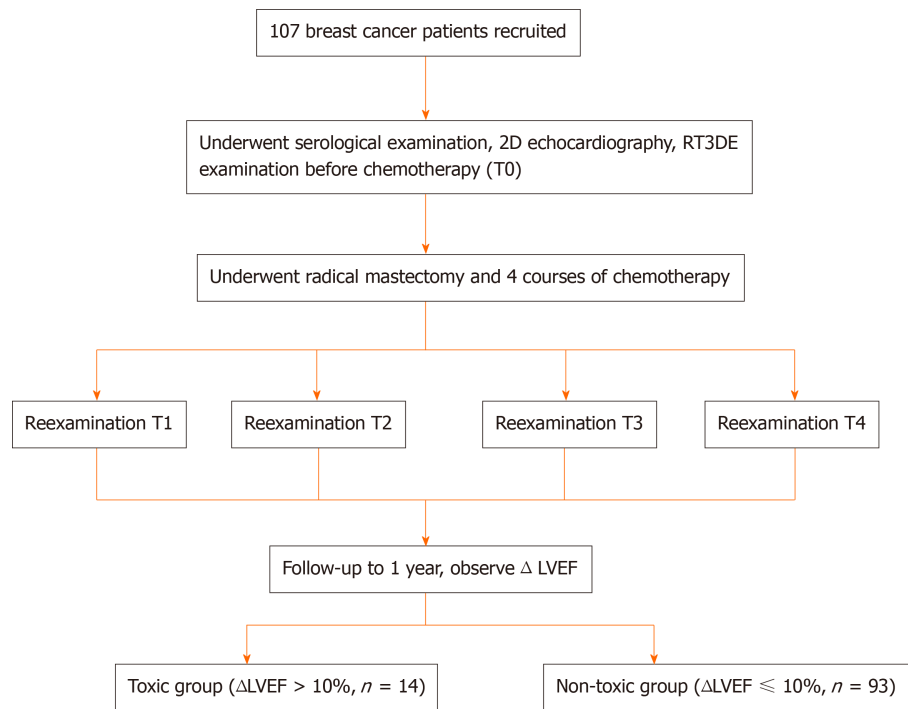 107 breast cancer patients recruited
Underwent serological examination, 2D echocardiography, RT3DE
examination before chemotherapy (T0)
Underwent radical mastectomy and 4 courses of chemotherapy
Reexamination T1
Reexamination T2
Reexamination T3
Reexamination T4
Follow-up to 1 year, observe Δ LVEF
Toxic group (ΔLVEF > 10%, n = 14)
Non-toxic group (ΔLVEF ≤ 10%, n = 93)